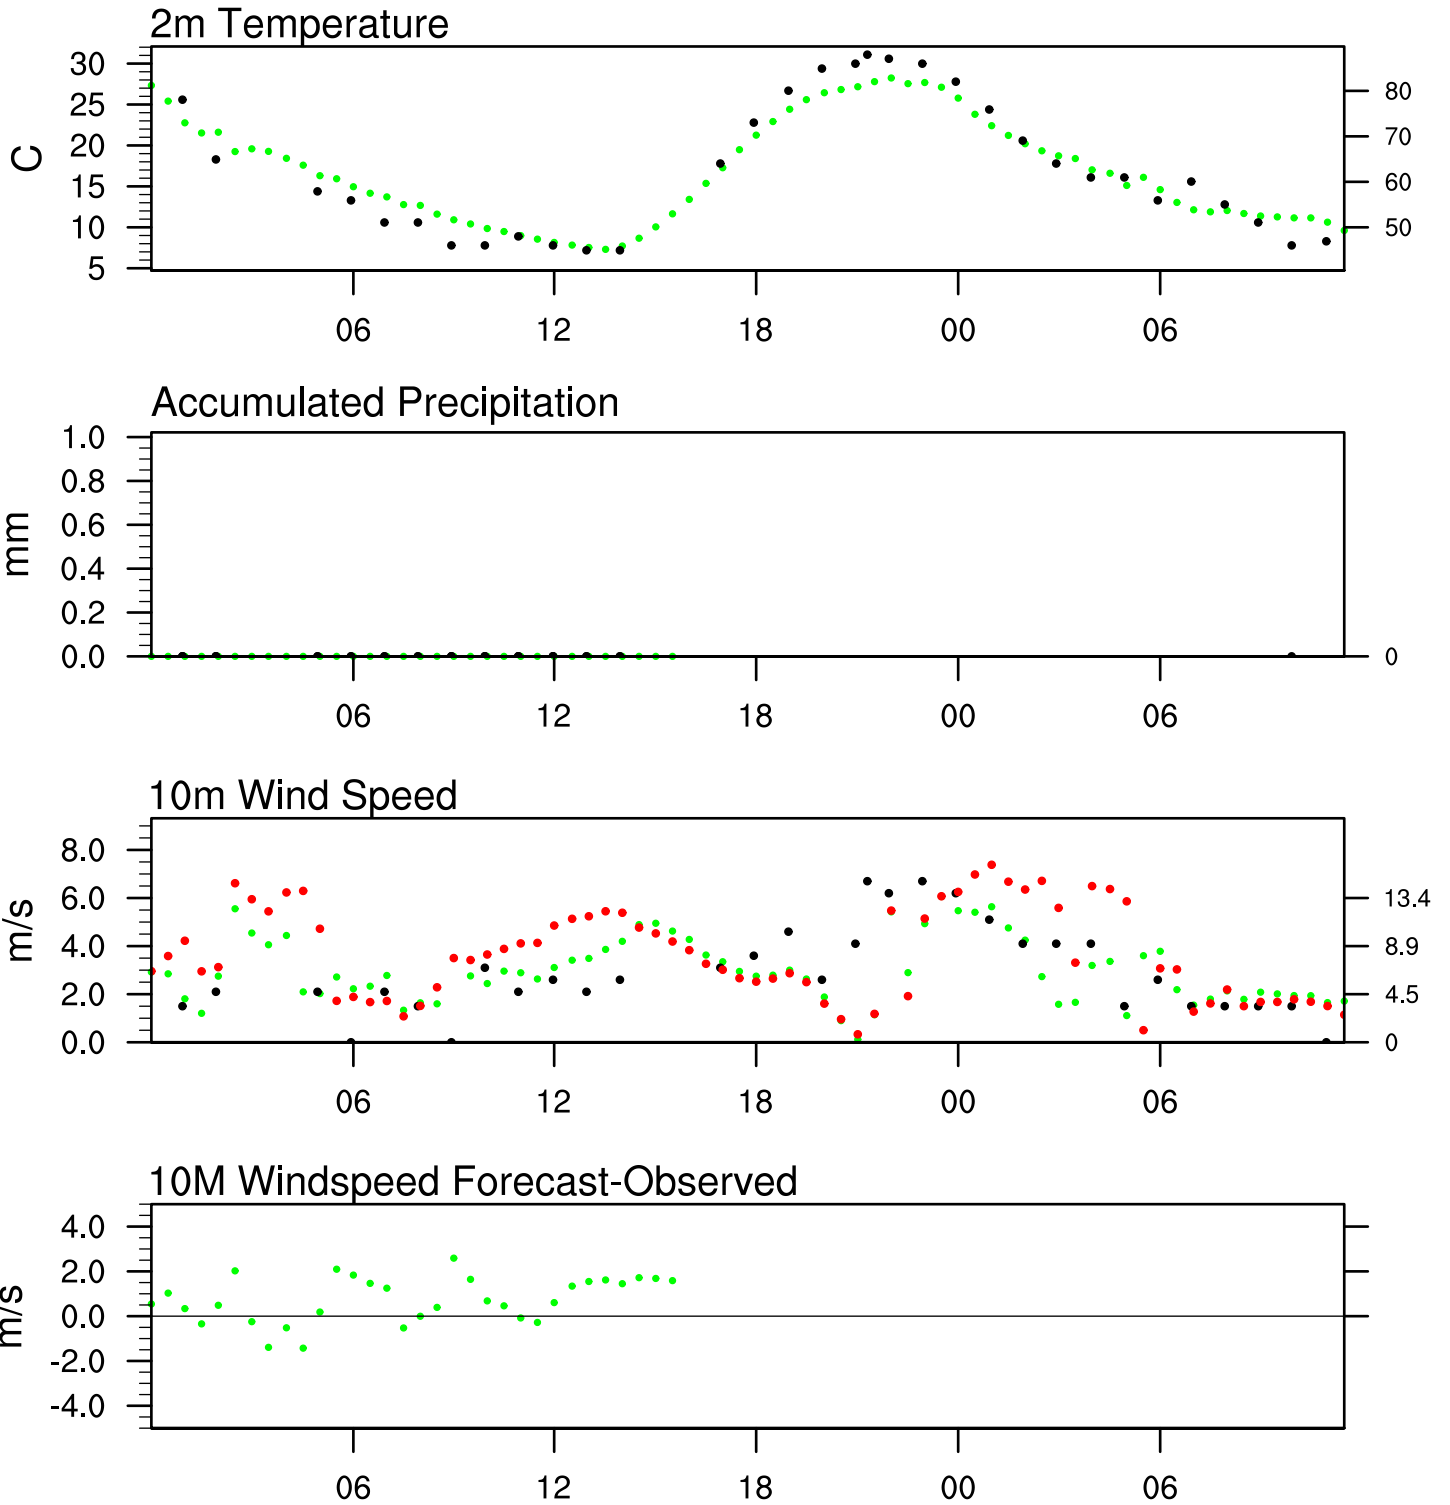 2m Temperature
30
25
20
15
10
5
C
80
70
60
50
06 12 18 00 06
Accumulated Precipitation
1.0
0.8
0.6
0.4
0.2
0.0
mm
0
06 12 18 00 06
10m Wind Speed
8.0
6.0
4.0
2.0
0.0
m/s
13.4
8.9
4.5
0
06 12 18 00 06
10M Windspeed Forecast-Observed
4.0
2.0
0.0
-2.0
-4.0
m/s
06 12 18 00 06